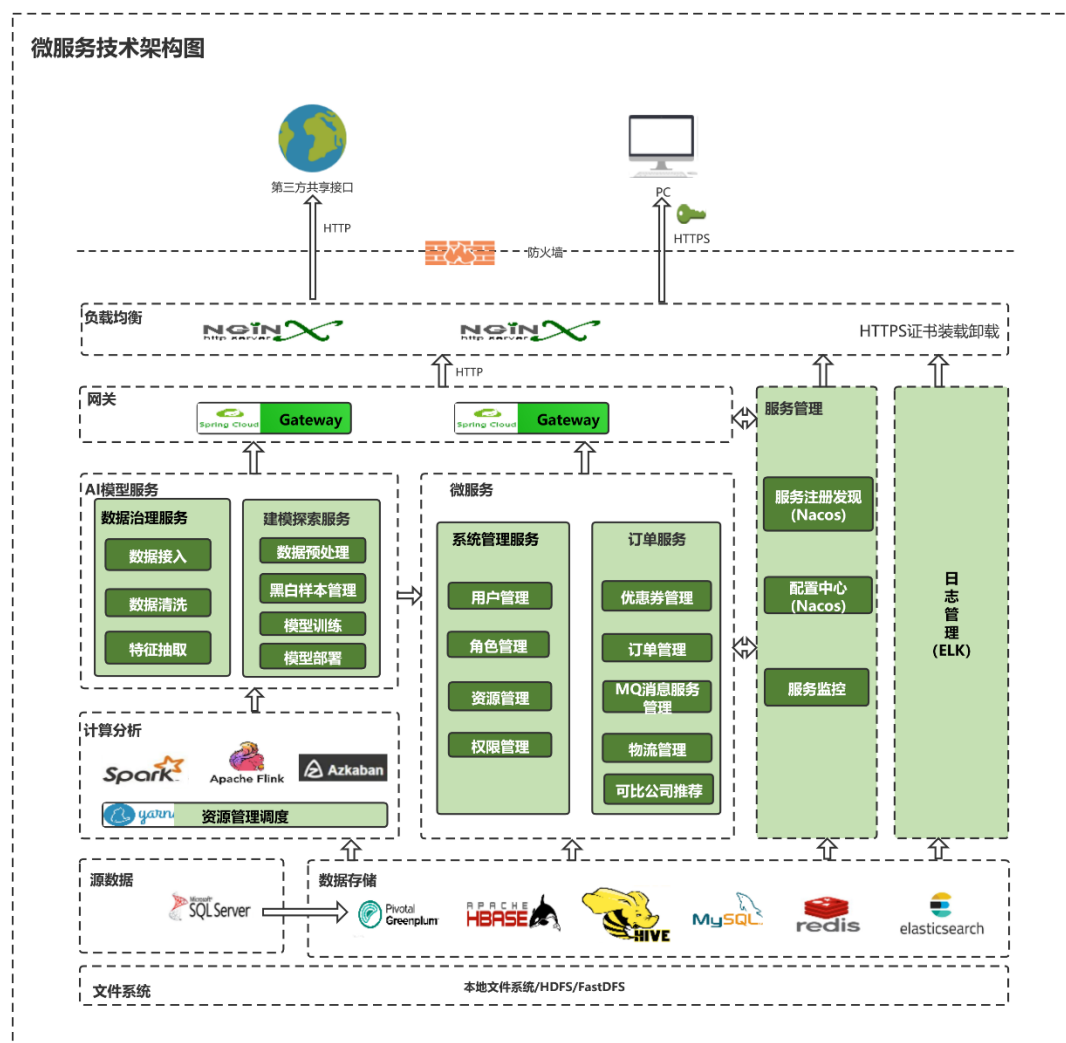 微服务技术架构图
第三方共享接口
PC
HTTP
HTTPS
防火墙
负载均衡
NGiNX
http server
NGiNX
http server
HTTPS证书装载卸载
HTTP
网关
Spring Cloud
Gateway
Spring Cloud
Gateway
服务管理
服务注册发现
(Nacos)
配置中心
(Nacos)
服务监控
日
志
管
理
(ELK)
AI模型服务
数据治理服务
数据接入
数据清洗
特征抽取
建模探索服务
数据预处理
黑白样本管理
模型训练
模型部署
微服务
系统管理服务
用户管理
角色管理
资源管理
权限管理
订单服务
优惠券管理
订单管理
MQ消息服务
管理
物流管理
可比公司推荐
计算分析
Spark
Apache Flink
Azkaban
yarn
资源管理调度
源数据
Microsoft
SQL Server
数据存储
Pivotal
Greenplum
APACHE
HBASE
HIVE
MySQL
redis
elasticsearch
文件系统
本地文件系统/HDFS/FastDFS